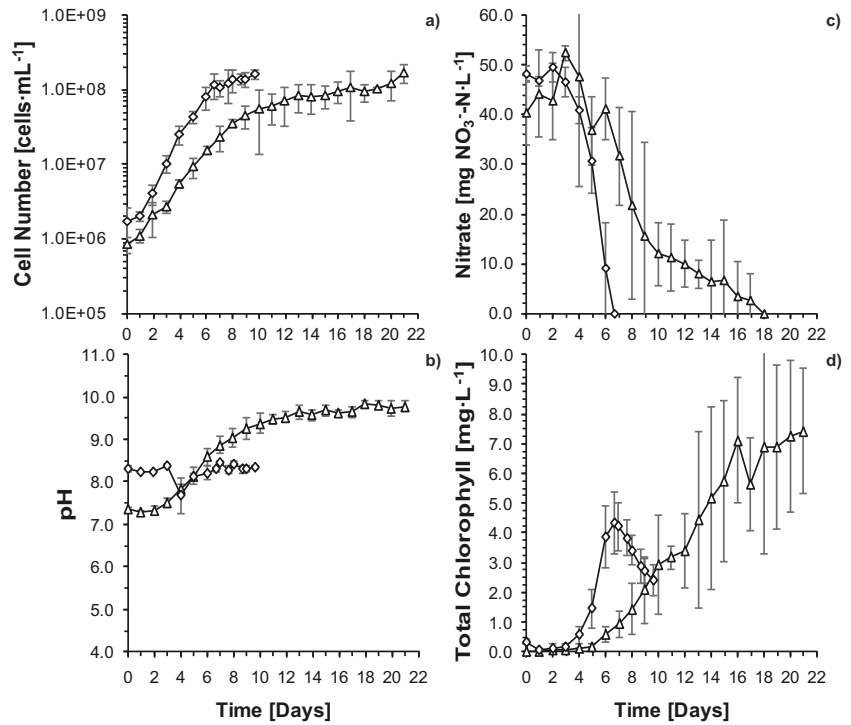 a)
Cell Number [cells·mL⁻¹]
1.0E+09
1.0E+08
1.0E+07
1.0E+06
1.0E+05
0 2 4 6 8 10 12 14 16 18 20 22
c)
Nitrate [mg NO₃⁻-N·L⁻¹]
60.0
50.0
40.0
30.0
20.0
10.0
0.0
0 2 4 6 8 10 12 14 16 18 20 22
b)
pH
11.0
10.0
9.0
8.0
7.0
6.0
5.0
4.0
0 2 4 6 8 10 12 14 16 18 20 22
Time [Days]
d)
Total Chlorophyll [mg·L⁻¹]
10.0
9.0
8.0
7.0
6.0
5.0
4.0
3.0
2.0
1.0
0.0
0 2 4 6 8 10 12 14 16 18 20 22
Time [Days]